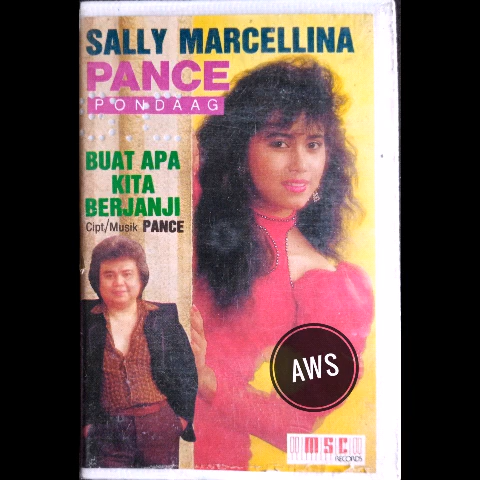 SALLY MARCELLINA
PANCE
PONDAAG
BUAT APA
KITA
BERJANJI
Cipt/Musik PANCE
AWS
MSC
RECORDS